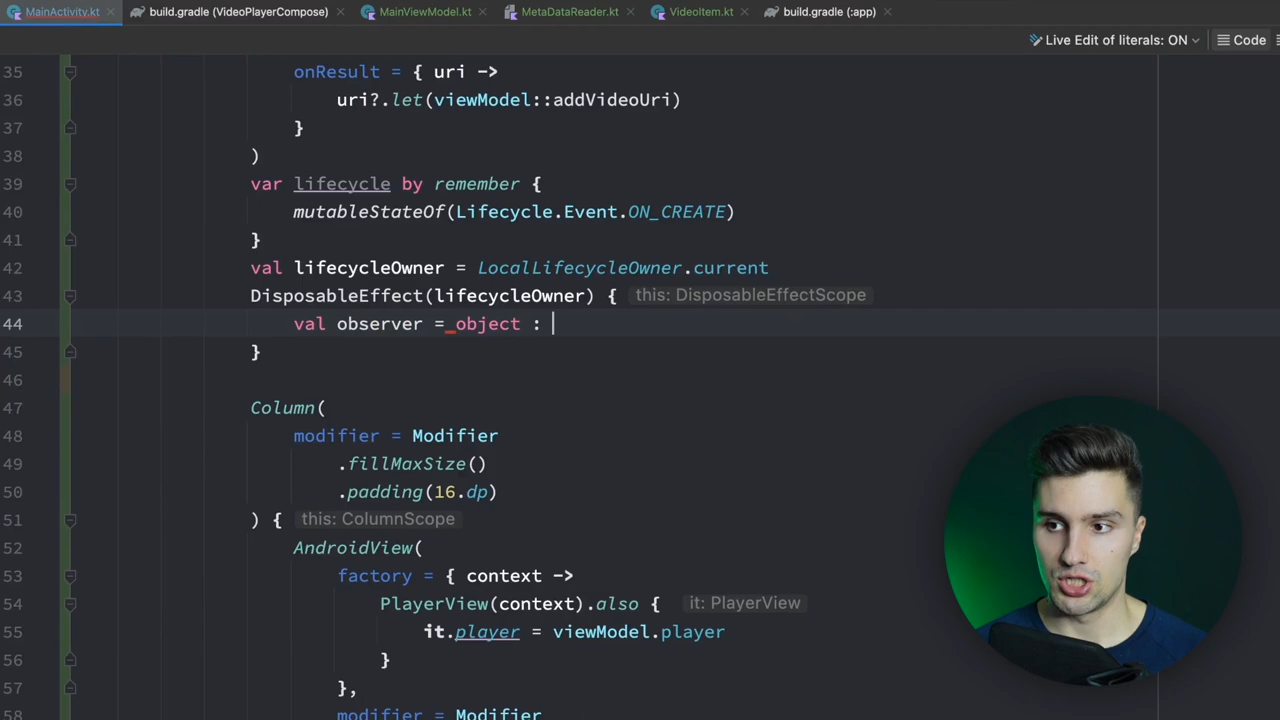 MainActivity.kt build.gradle (VideoPlayerCompose) MainViewModel.kt MetaDataReader.kt VideoItem.kt build.gradle (:app)
Live Edit of literals: ON Code
35 onResult = { uri ->
36 uri?.let(viewModel::addVideoUri)
37 }
38 )
39 var lifecycle by remember {
40 mutableStateOf(Lifecycle.Event.ON_CREATE)
41 }
42 val lifecycleOwner = LocalLifecycleOwner.current
43 DisposableEffect(lifecycleOwner) { this: DisposableEffectScope
44 val observer = object :
45 }
46
47 Column(
48 modifier = Modifier
49 .fillMaxSize()
50 .padding(16.dp)
51 ) { this: ColumnScope
52 AndroidView(
53 factory = { context ->
54 PlayerView(context).also { it: PlayerView
55 it.player = viewModel.player
56 }
57 },
modifier = Modifier